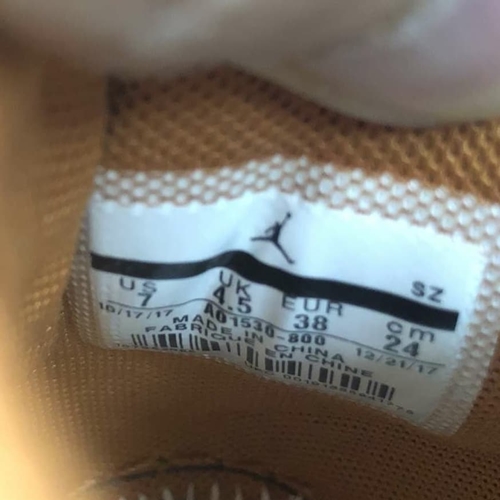 SZ
US UK EUR cm
7 4.5 38 24
10/17/17 AO1530-800 12/21/17
MADE IN CHINA
FABRIQUE EN CHINE